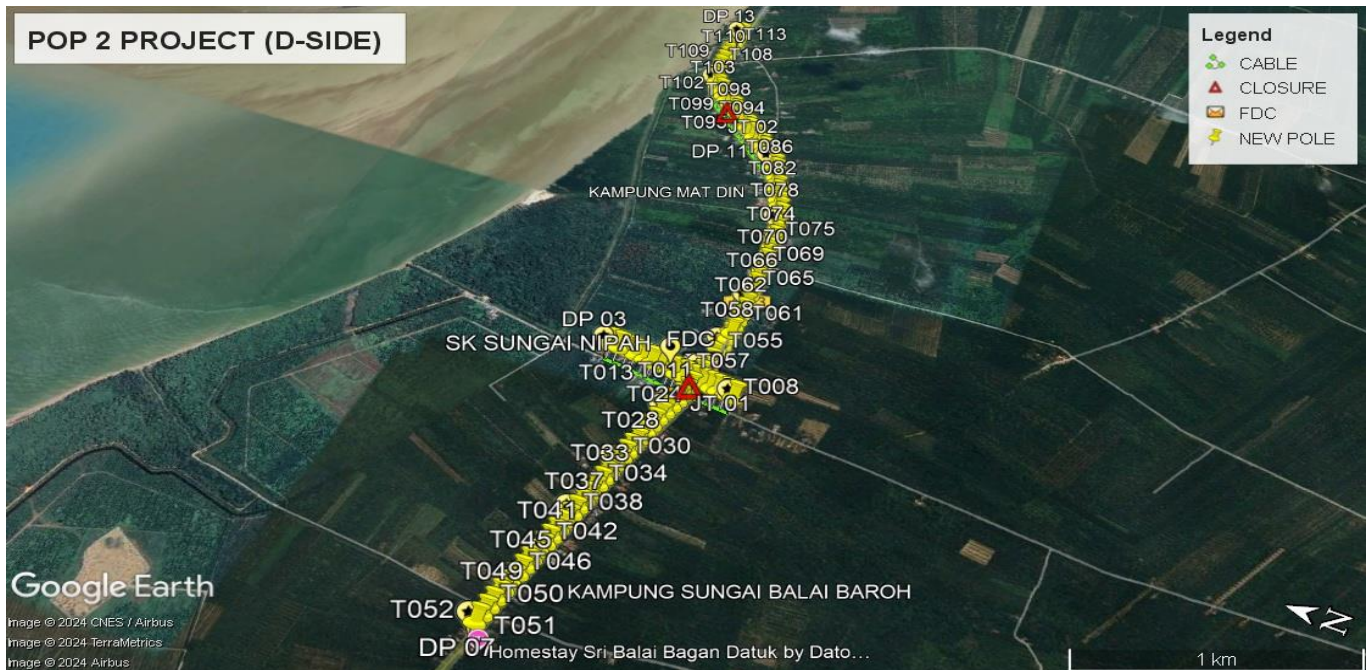 POP 2 PROJECT (D-SIDE)
Legend
CABLE
CLOSURE
FDC
NEW POLE
DP 13
T110
T113
T109
T108
T103
T102
T098
T099
T094
T095
JT 02
DP 11
T086
T082
KAMPUNG MAT DIN
T078
T074
T075
T070
T069
T066
T065
T062
T058
T061
DP 03
SK SUNGAI NIPAH
FDC
T055
T057
T013
T011
T008
T024
JT 01
T028
T030
T033
T034
T037
T038
T041
T042
T045
T046
T049
T050
KAMPUNG SUNGAI BALAI BAROH
T052
T051
DP 07
Homestay Sri Balai Bagan Datuk by Dato...
Google Earth
Image © 2024 CNES / Airbus
Image © 2024 TerraMetrics
Image © 2024 Airbus
N
1 km